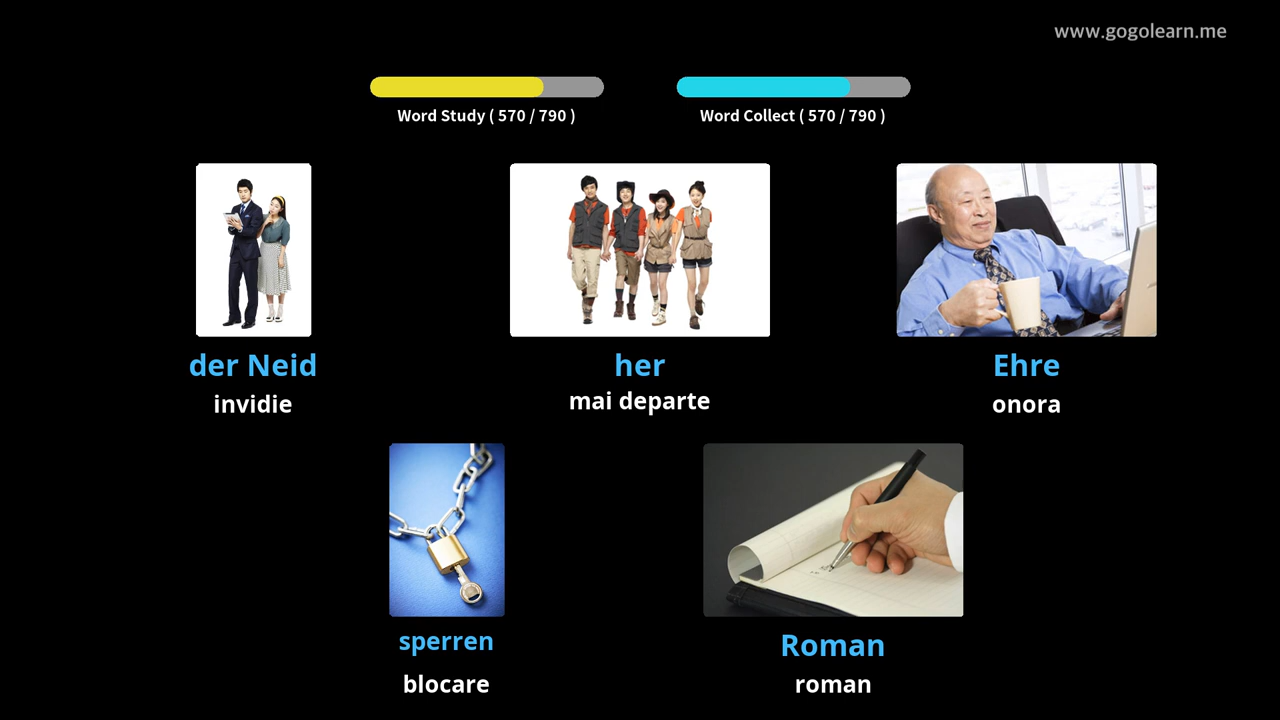 www.gogolearn.me
Word Study ( 570 / 790 )
Word Collect ( 570 / 790 )
der Neid
invidie
her
mai departe
Ehre
onora
sperren
blocare
Roman
roman